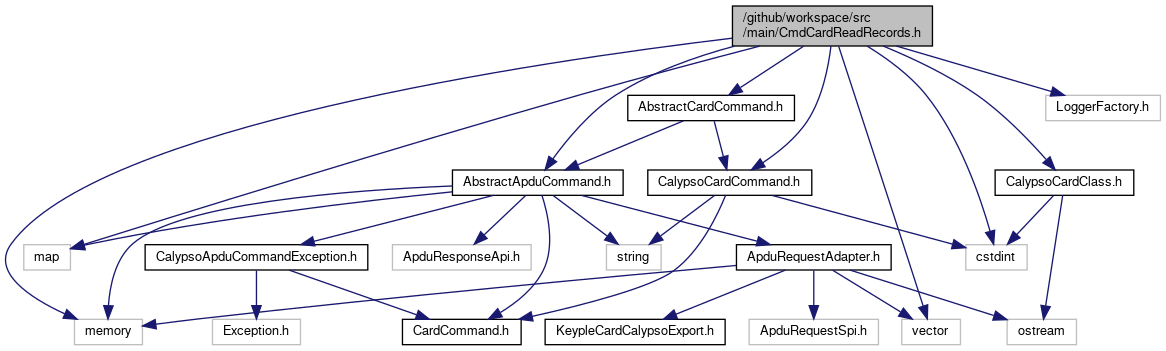 /github/workspace/src
/main/CmdCardReadRecords.h
AbstractCardCommand.h
LoggerFactory.h
AbstractApduCommand.h
CalypsoCardCommand.h
CalypsoCardClass.h
map
CalypsoApduCommandException.h
ApduResponseApi.h
string
ApduRequestAdapter.h
cstdint
memory
Exception.h
CardCommand.h
KeypleCardCalypsoExport.h
ApduRequestSpi.h
vector
ostream